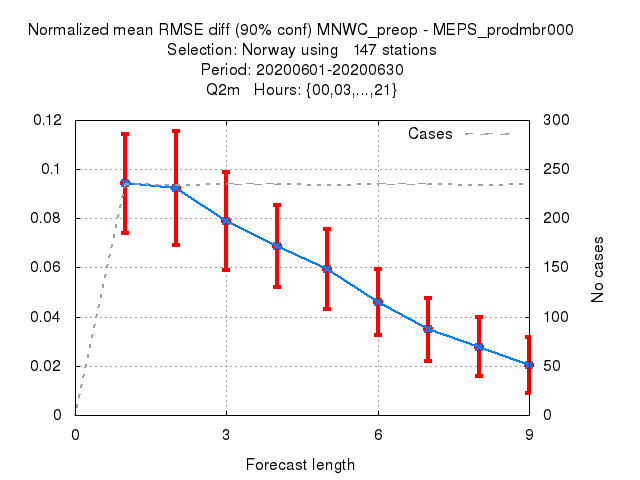 Normalized mean RMSE diff (90% conf) MNWC_preop - MEPS_prodmbr000
Selection: Norway using 147 stations
Period: 20200601-20200630
Q2m Hours: {00,03,...,21}
0.12 300
Cases
0.1 250
0.08 200
0.06 150
0.04 100
0.02 50
0 0
No cases
0 3 6 9
Forecast length